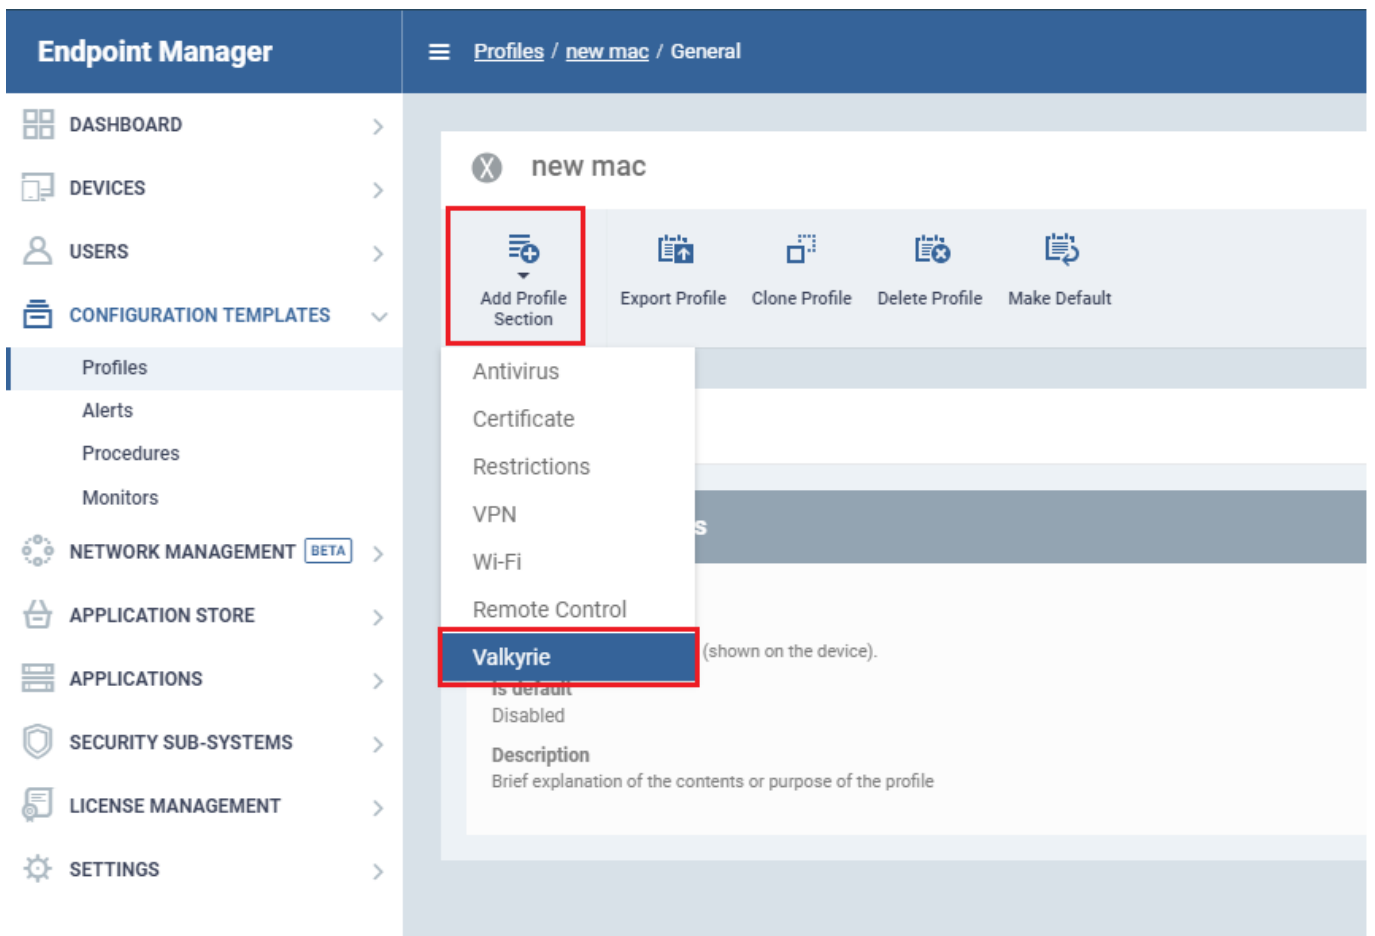 Endpoint Manager
Profiles / new mac / General
DASHBOARD
DEVICES
USERS
CONFIGURATION TEMPLATES
Profiles
Alerts
Procedures
Monitors
NETWORK MANAGEMENT BETA
APPLICATION STORE
APPLICATIONS
SECURITY SUB-SYSTEMS
LICENSE MANAGEMENT
SETTINGS
X new mac
Add Profile
Section
Export Profile
Clone Profile
Delete Profile
Make Default
Antivirus
Certificate
Restrictions
VPN
Wi-Fi
Remote Control
Valkyrie
s
(shown on the device).
Is default
Disabled
Description
Brief explanation of the contents or purpose of the profile